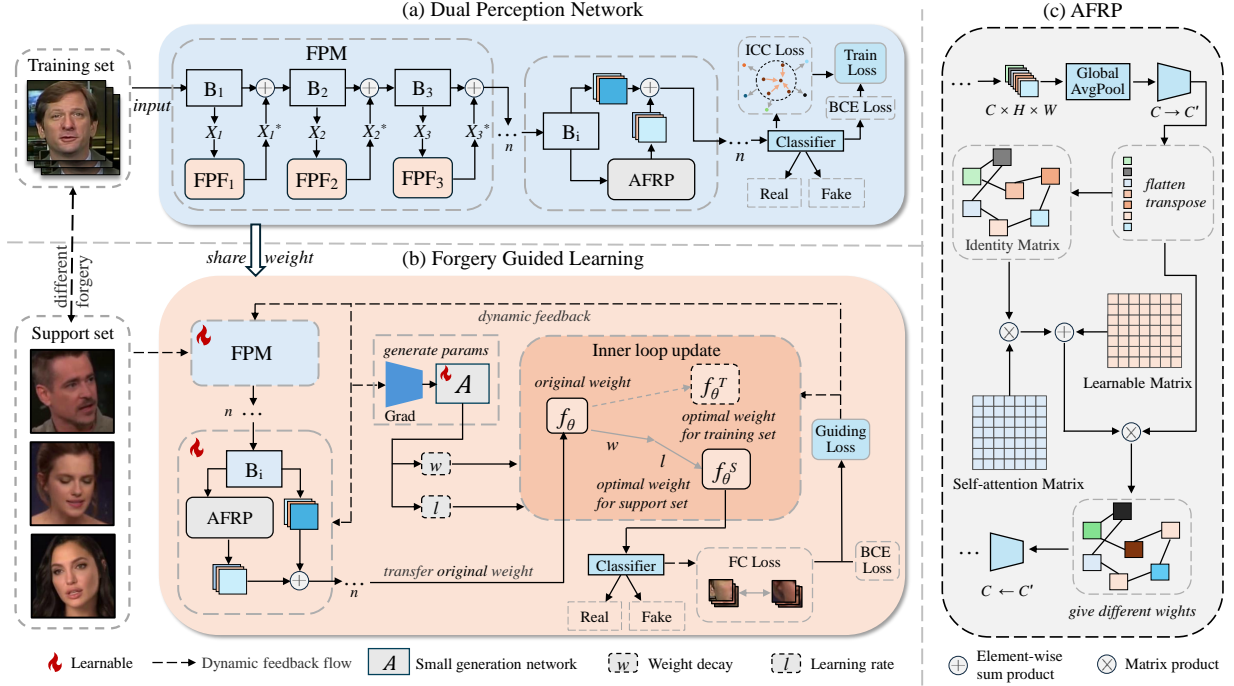 (a) Dual Perception Network
Training set
input
FPM
B1
B2
B3
X1
X1*
X2
X2*
X3
X3*
FPF1
FPF2
FPF3
... n
Bi
AFRP
... n
ICC Loss
Train
Loss
BCE Loss
Classifier
Real
Fake
different
forgery
share weight
(b) Forgery Guided Learning
Support set
FPM
n ...
Bi
AFRP
... n
dynamic feedback
generate params
Grad
A
w
l
transfer original weight
Inner loop update
original weight
fθ
fθT
optimal weight
for training set
w
l
fθS
optimal weight
for support set
Guiding
Loss
Classifier
Real
Fake
FC Loss
BCE
Loss
Learnable
Dynamic feedback flow
A
Small generation network
w
Weight decay
l
Learning rate
(c) AFRP
...
C × H × W
Global
AvgPool
C → C'
flatten
transpose
Identity Matrix
Learnable Matrix
Self-attention Matrix
...
C ← C'
give different wights
Element-wise
sum product
Matrix product